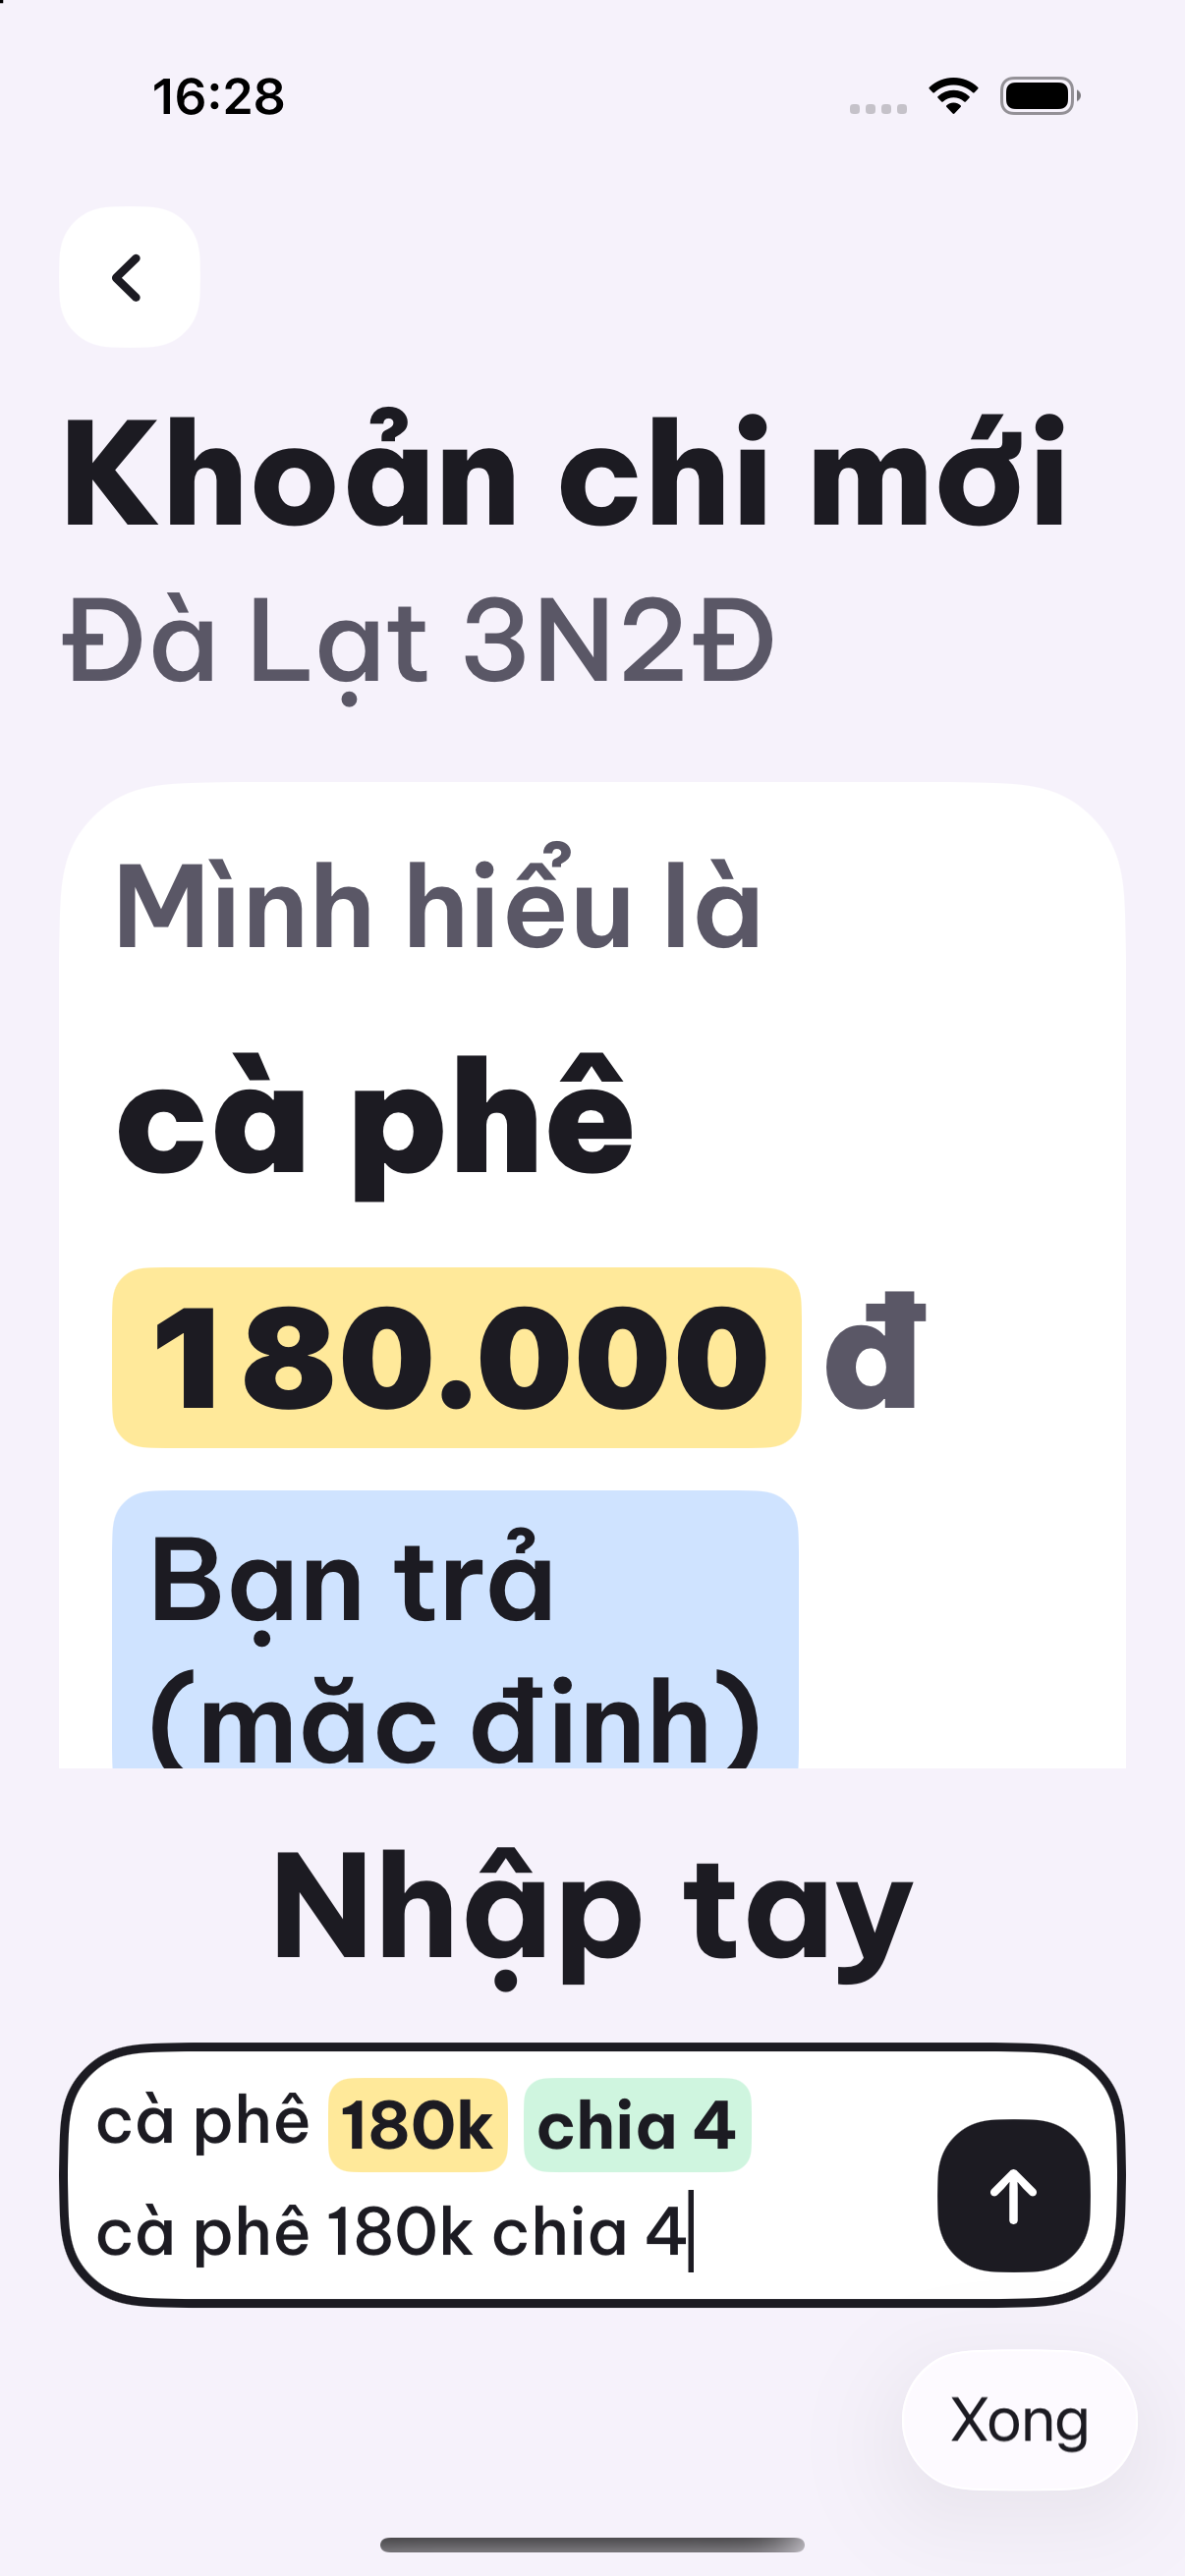 16:28
Khoản chi mới
Đà Lạt 3N2Đ
Mình hiểu là
cà phê
180.000 đ
Bạn trả
(mặc định)
Nhập tay
cà phê 180k chia 4
cà phê 180k chia 4
Xong